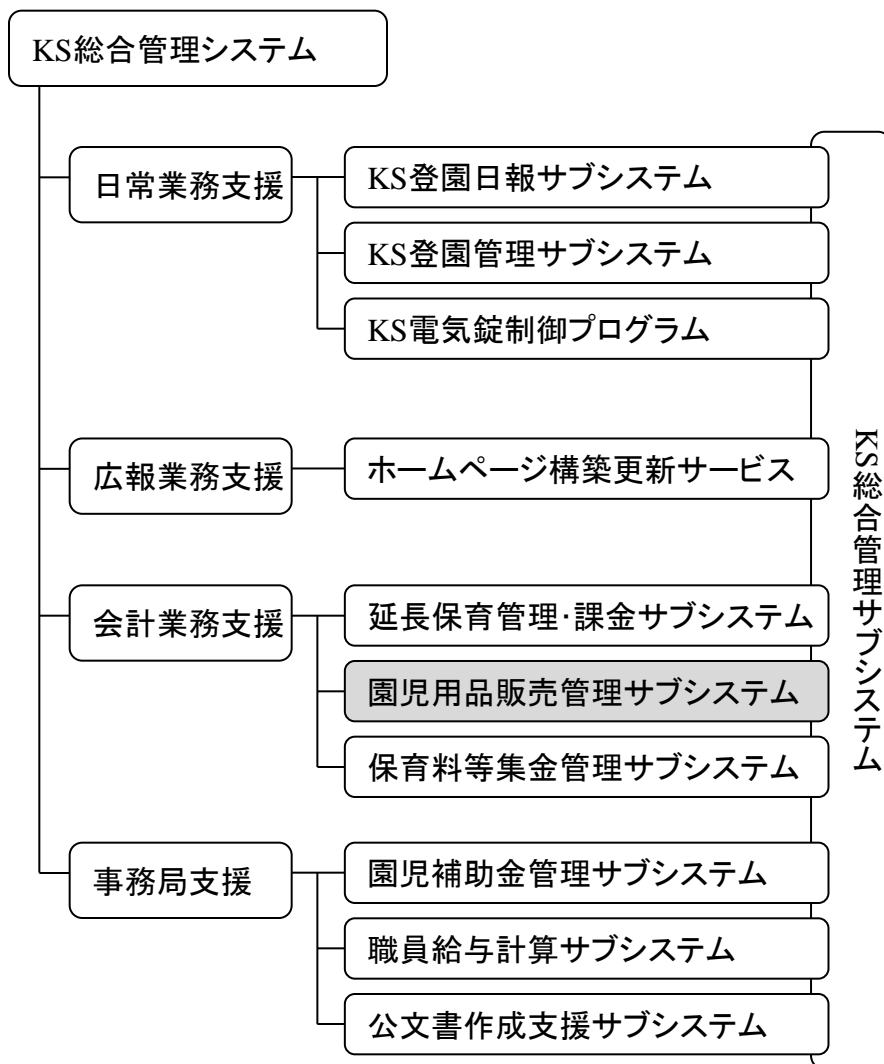 KS総合管理システム
日常業務支援
KS登園日報サブシステム
KS登園管理サブシステム
KS電気錠制御プログラム
広報業務支援
ホームページ構築更新サービス
会計業務支援
延長保育管理·課金サブシステム
園児用品販売管理サブシステム
保育料等集金管理サブシステム
事務局支援
園児補助金管理サブシステム
職員給与計算サブシステム
公文書作成支援サブシステム
KS総合管理サブシステム